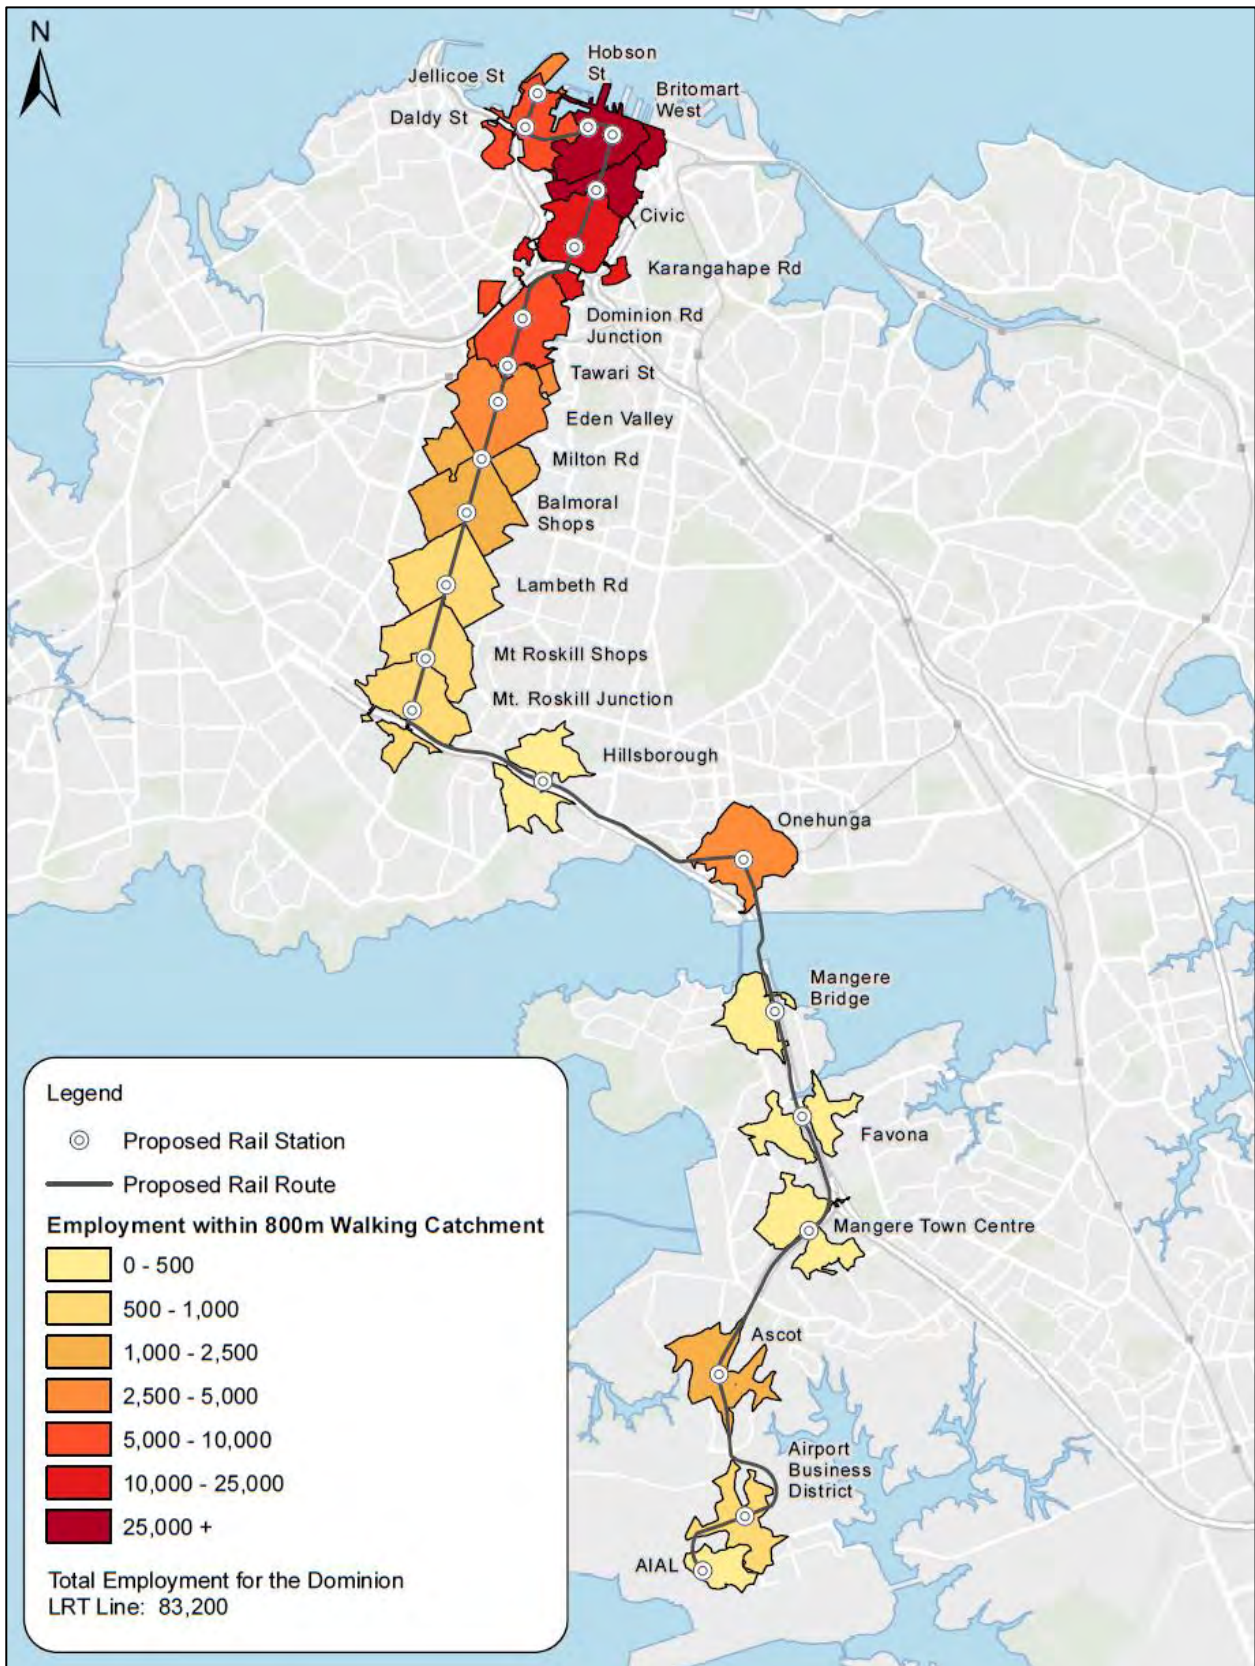 N
Hobson
St
Jellicoe St
Britomart
West
Daldy St
Civic
Karangahape Rd
Dominion Rd
Junction
Tawari St
Eden Valley
Milton Rd
Balmoral
Shops
Lambeth Rd
Mt Roskill Shops
Mt. Roskill Junction
Hillsborough
Onehunga
Mangere
Bridge
Favona
Mangere Town Centre
Ascot
Airport
Business
District
AIAL
Legend
Proposed Rail Station
Proposed Rail Route
Employment within 800m Walking Catchment
0 - 500
500 - 1,000
1,000 - 2,500
2,500 - 5,000
5,000 - 10,000
10,000 - 25,000
25,000 +
Total Employment for the Dominion
LRT Line: 83,200